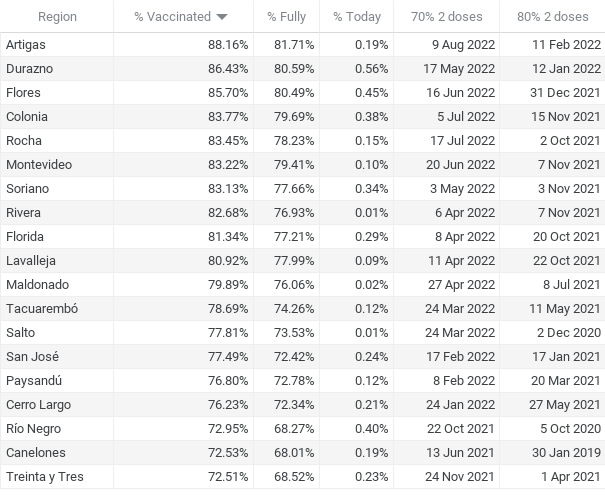 Region % Vaccinated % Fully % Today 70% 2 doses 80% 2 doses
Artigas 88.16% 81.71% 0.19% 9 Aug 2022 11 Feb 2022
Durazno 86.43% 80.59% 0.56% 17 May 2022 12 Jan 2022
Flores 85.70% 80.49% 0.45% 16 Jun 2022 31 Dec 2021
Colonia 83.77% 79.69% 0.38% 5 Jul 2022 15 Nov 2021
Rocha 83.45% 78.23% 0.15% 17 Jul 2022 2 Oct 2021
Montevideo 83.22% 79.41% 0.10% 20 Jun 2022 7 Nov 2021
Soriano 83.13% 77.66% 0.34% 3 May 2022 3 Nov 2021
Rivera 82.68% 76.93% 0.01% 6 Apr 2022 7 Nov 2021
Florida 81.34% 77.21% 0.29% 8 Apr 2022 20 Oct 2021
Lavalleja 80.92% 77.99% 0.09% 11 Apr 2022 22 Oct 2021
Maldonado 79.89% 76.06% 0.02% 27 Apr 2022 8 Jul 2021
Tacuarembó 78.69% 74.26% 0.12% 24 Mar 2022 11 May 2021
Salto 77.81% 73.53% 0.01% 24 Mar 2022 2 Dec 2020
San José 77.49% 72.42% 0.24% 17 Feb 2022 17 Jan 2021
Paysandú 76.80% 72.78% 0.12% 8 Feb 2022 20 Mar 2021
Cerro Largo 76.23% 72.34% 0.21% 24 Jan 2022 27 May 2021
Río Negro 72.95% 68.27% 0.40% 22 Oct 2021 5 Oct 2020
Canelones 72.53% 68.01% 0.19% 13 Jun 2021 30 Jan 2019
Treinta y Tres 72.51% 68.52% 0.23% 24 Nov 2021 1 Apr 2021